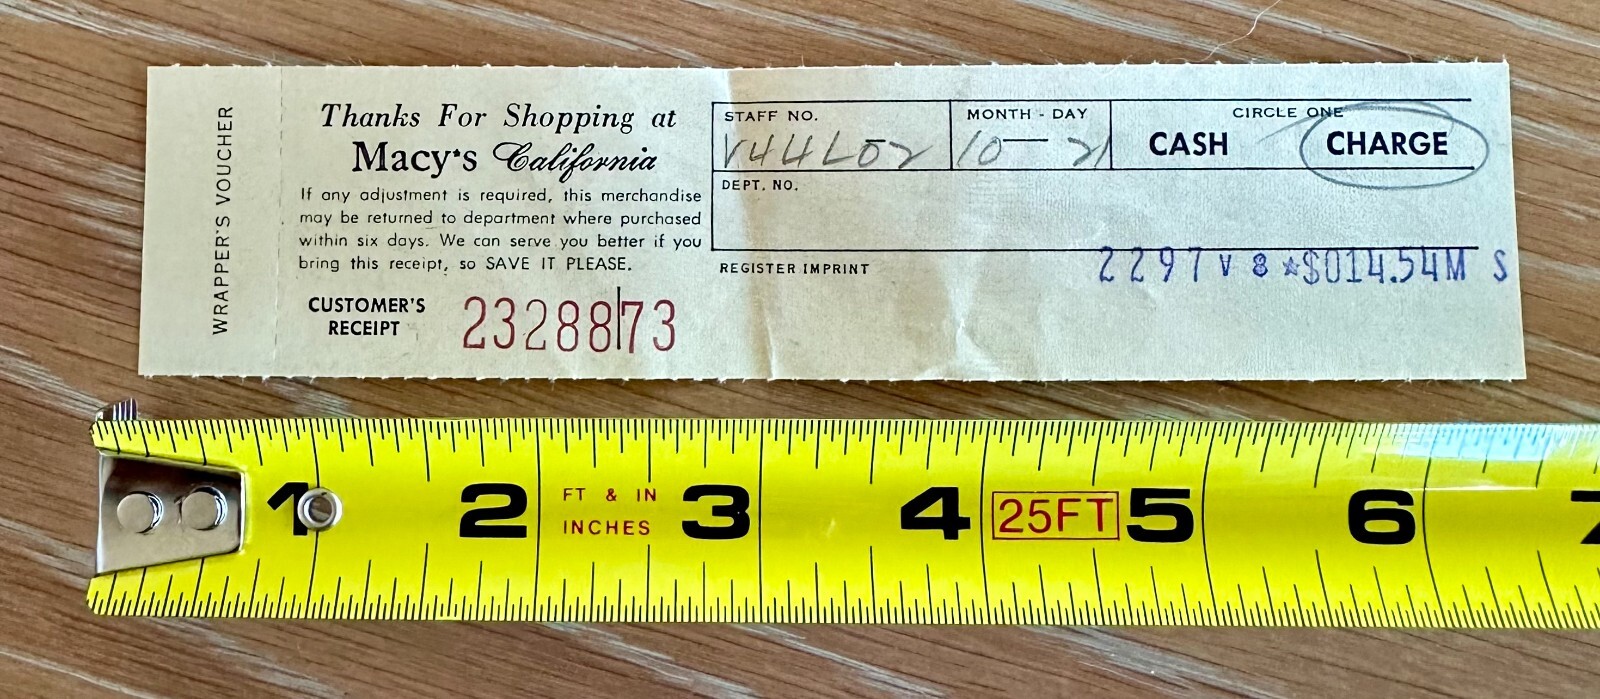 WRAPPER'S VOUCHER
Thanks For Shopping at
Macy's California
If any adjustment is required, this merchandise
may be returned to department where purchased
within six days. We can serve you better if you
bring this receipt, so SAVE IT PLEASE.
CUSTOMER'S
RECEIPT
2328873
STAFF NO.
V44L02
MONTH - DAY
10 — 21
CIRCLE ONE
CASH
CHARGE
DEPT. NO.
REGISTER IMPRINT
2297 V 8 *$014.54M S
1 2 3 4 5 6 7
FT & IN
INCHES
25FT